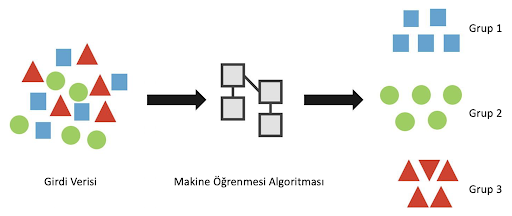 Grup 1
Grup 2
Grup 3
Girdi Verisi
Makine Öğrenmesi Algoritması